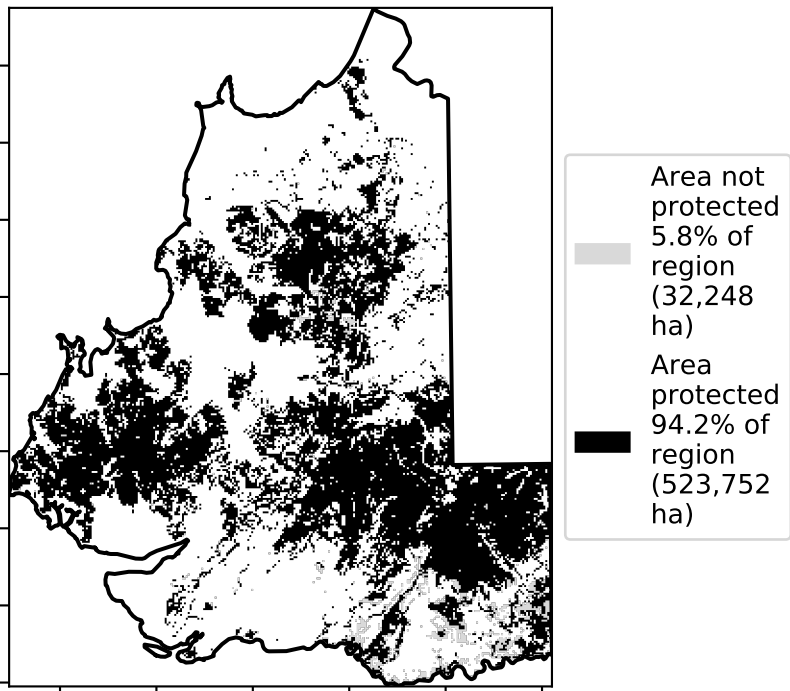 Area not
protected
5.8% of
region
(32,248
ha)
Area
protected
94.2% of
region
(523,752
ha)